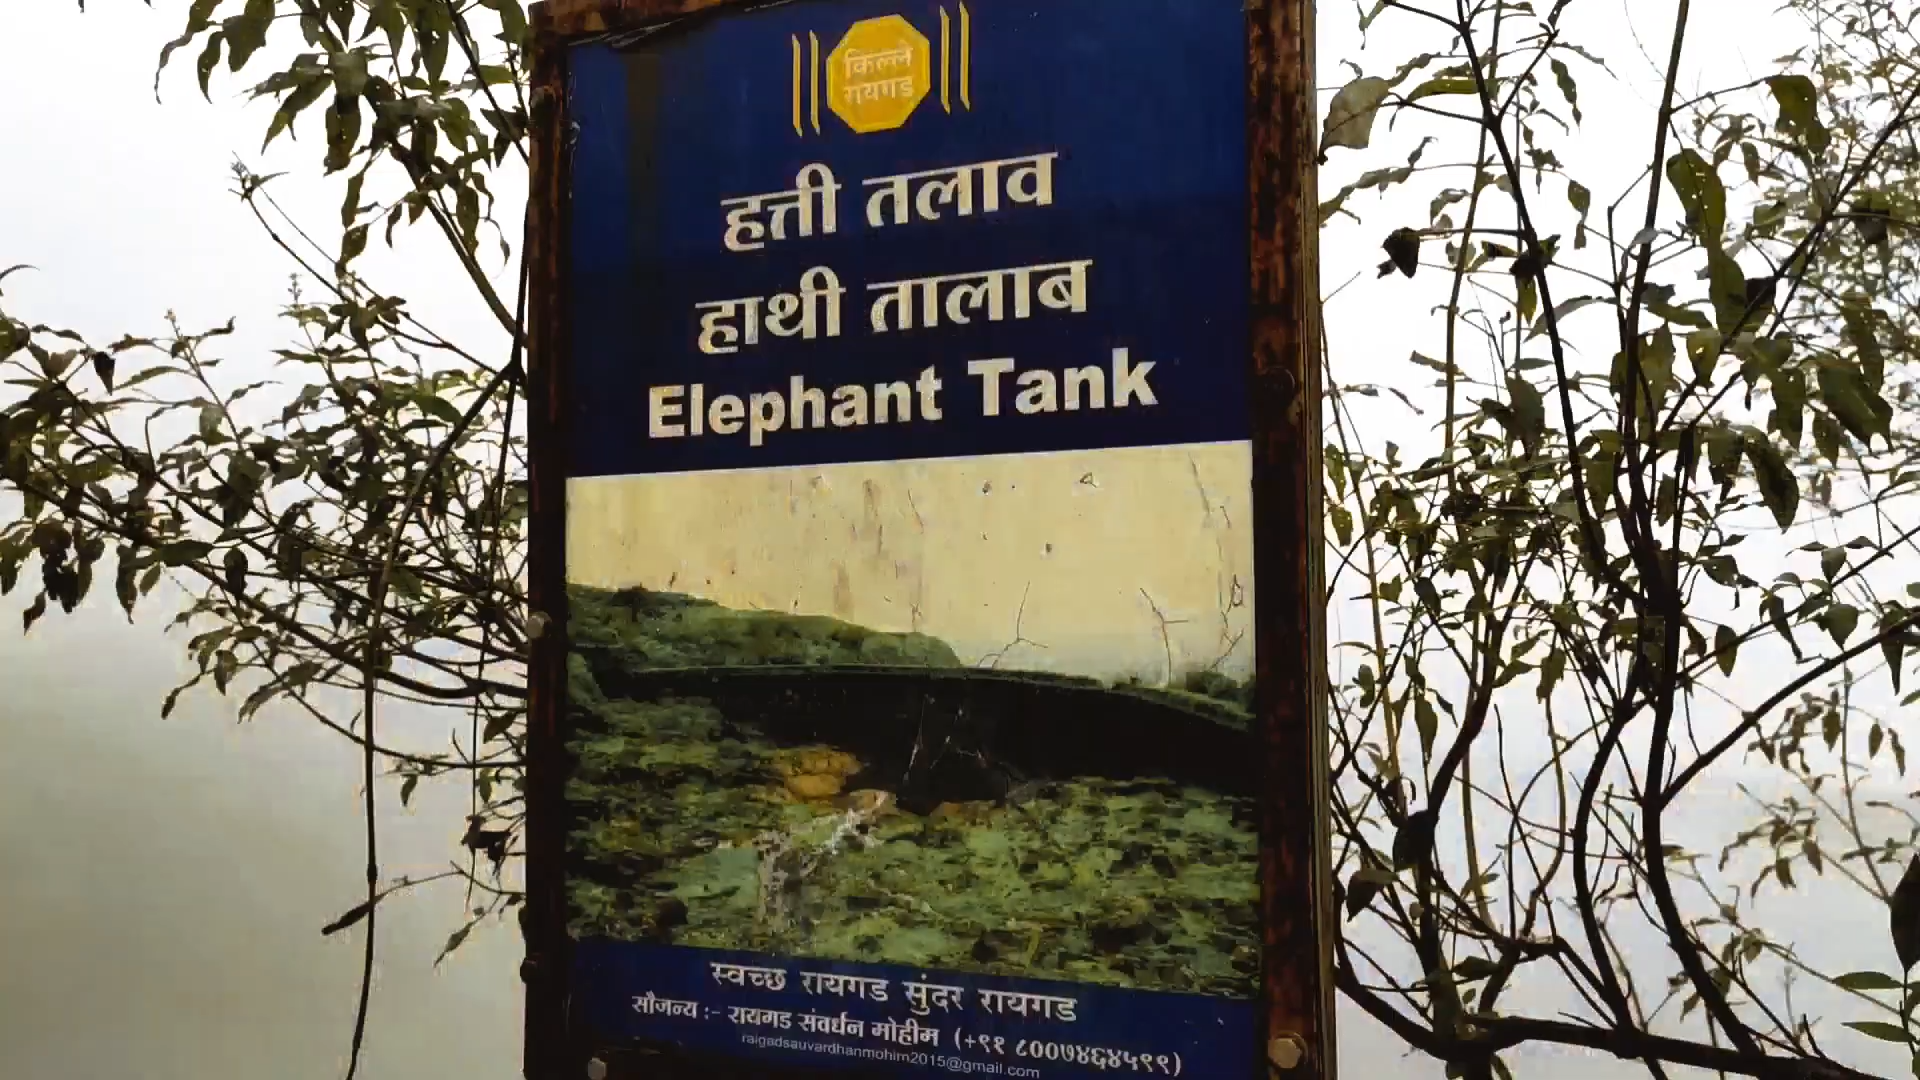 किल्ले
रायगड
हत्ती तलाव
हाथी तालाब
Elephant Tank
स्वच्छ रायगड सुंदर रायगड
सौजन्य :- रायगड संवर्धन मोहीम (+९१ ८००७४६४५९९)
raigadsauvardhanmohim2015@gmail.com